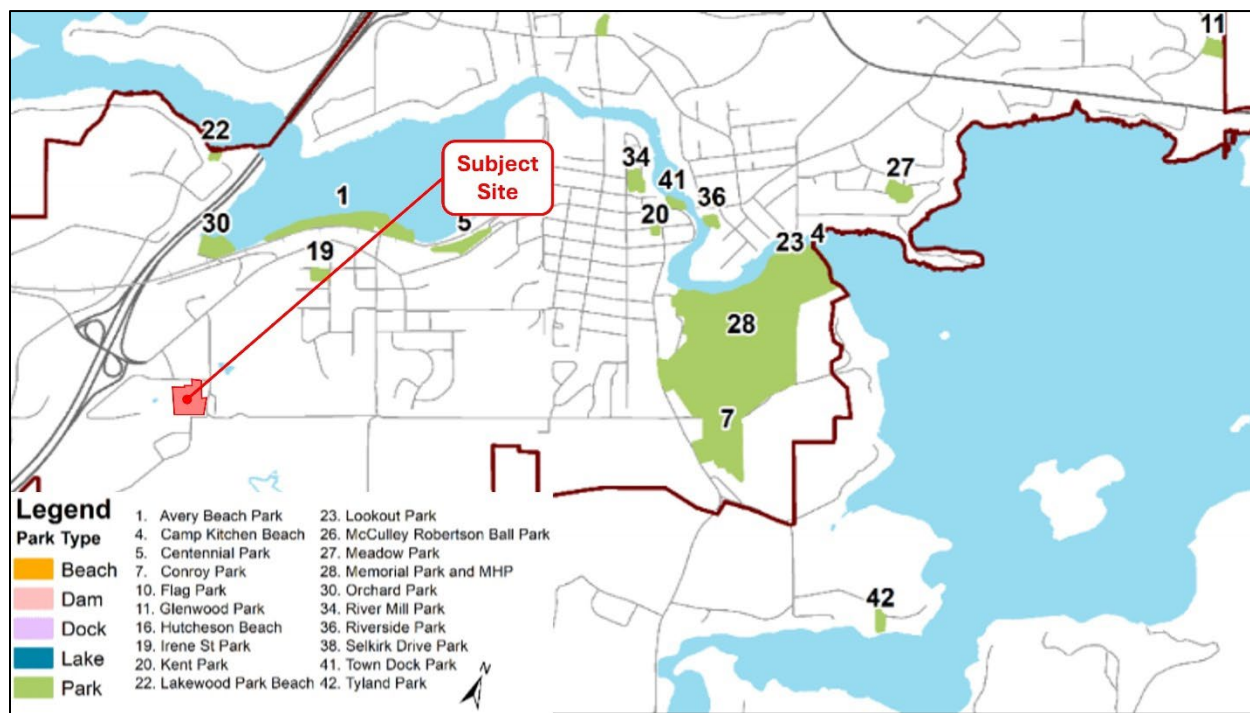 11
22
34
27
Subject
Site
41
1
36
20
5
30
23 4
19
28
7
Legend
Park Type
Beach
Dam
Dock
Lake
Park
1. Avery Beach Park
4. Camp Kitchen Beach
5. Centennial Park
7. Conroy Park
10. Flag Park
11. Glenwood Park
16. Hutcheson Beach
19. Irene St Park
20. Kent Park
22. Lakewood Park Beach
23. Lookout Park
26. McCulley Robertson Ball Park
27. Meadow Park
28. Memorial Park and MHP
30. Orchard Park
34. River Mill Park
36. Riverside Park
38. Selkirk Drive Park
41. Town Dock Park
42. Tyland Park
N
42